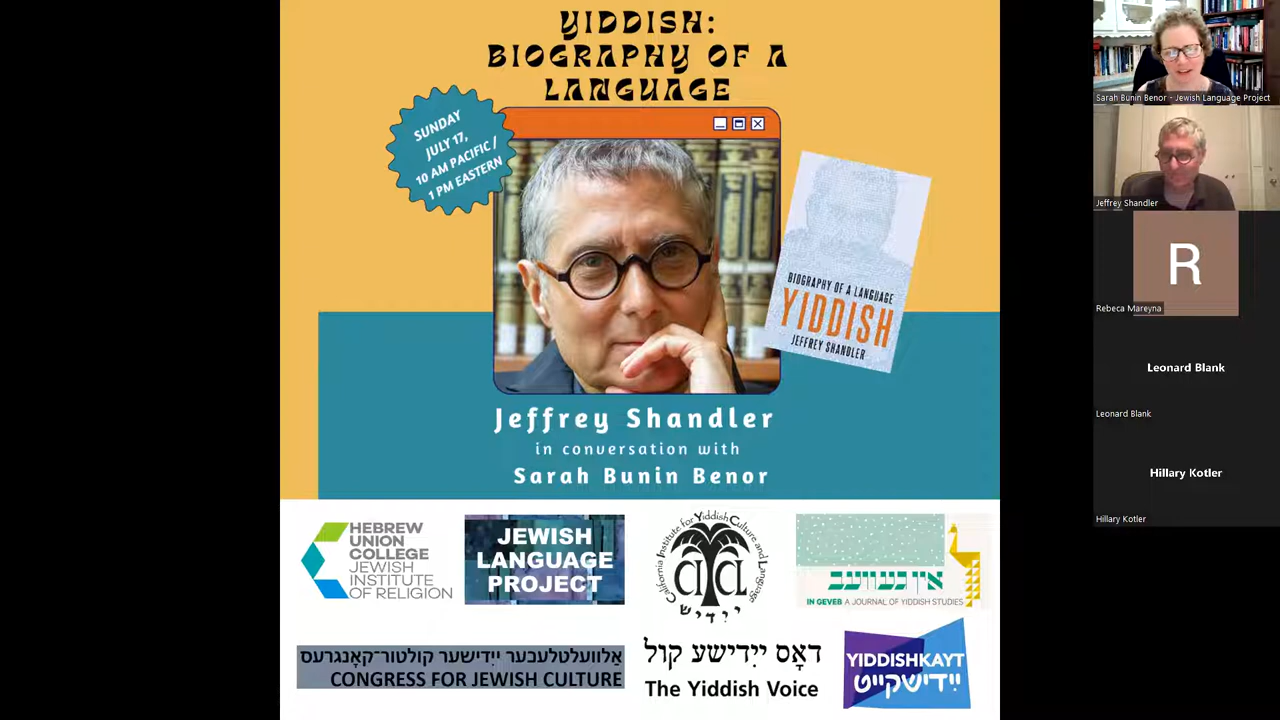 YIDDISH:
BIOGRAPHY OF A
LANGUAGE
SUNDAY
JULY 17,
10 AM PACIFIC /
1 PM EASTERN
BIOGRAPHY OF A LANGUAGE
YIDDISH
JEFFREY SHANDLER
Jeffrey Shandler
in conversation with
Sarah Bunin Benor
HEBREW
UNION
COLLEGE
JEWISH
INSTITUTE
OF RELIGION
JEWISH
LANGUAGE
PROJECT
California Institute for Yiddish Culture and Language
CIYCL
ייִדיש
אין געוועב
IN GEVEB A JOURNAL OF YIDDISH STUDIES
אַלוועלטלעכער ייִדישער קולטור־קאָנגרעס
CONGRESS FOR JEWISH CULTURE
דאָס ייִדישע קול
The Yiddish Voice
YIDDISHKAYT
ייִדישקייט
Sarah Bunin Benor - Jewish Language Project
Jeffrey Shandler
R
Rebeca Mareyna
Leonard Blank
Leonard Blank
Hillary Kotler
Hillary Kotler